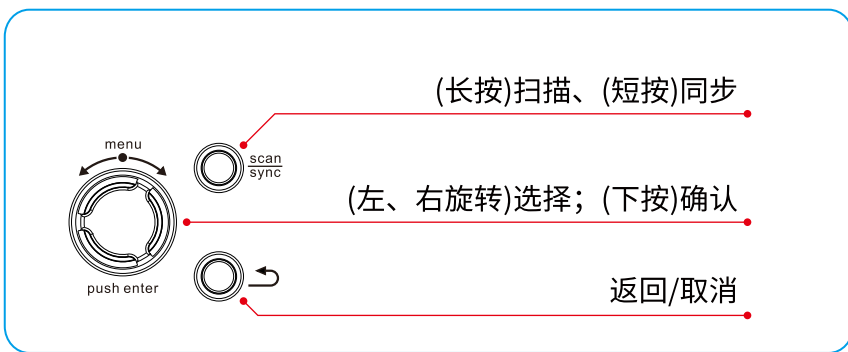 (长按)扫描、(短按)同步
menu
scan
sync
(左、右旋转)选择；(下按)确认
push enter
返回/取消